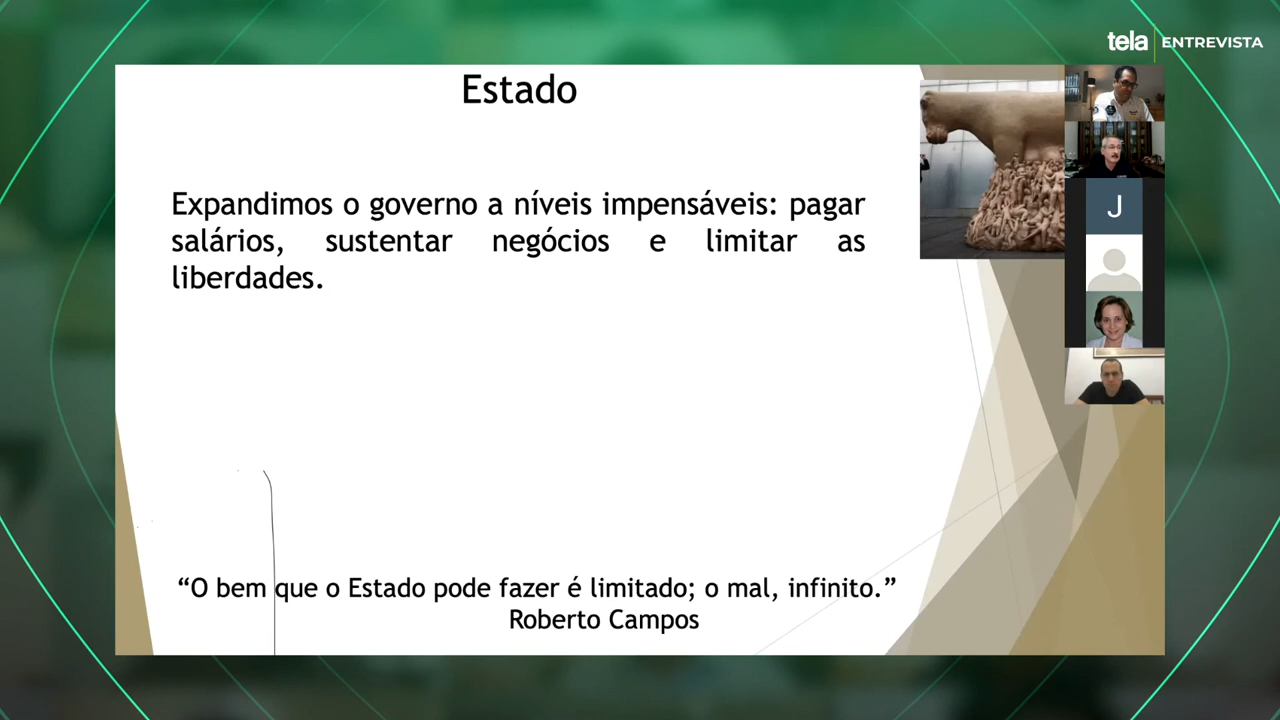 tela ENTREVISTA
Estado
Expandimos o governo a níveis impensáveis: pagar
salários, sustentar negócios e limitar as
liberdades.
J
“O bem que o Estado pode fazer é limitado; o mal, infinito.”
Roberto Campos